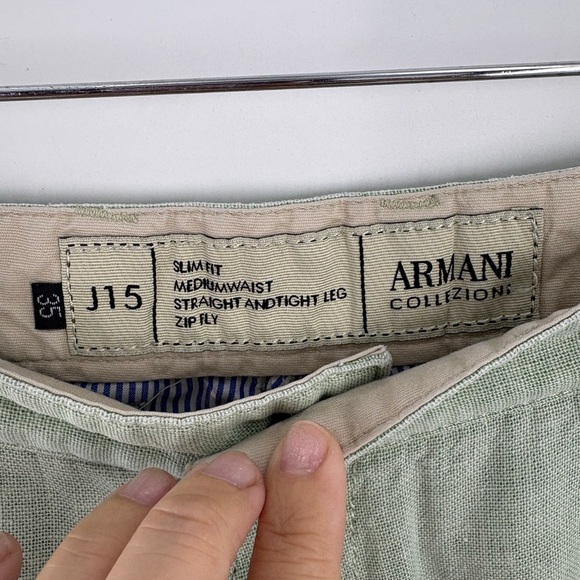 35
J15
SLIM FIT
MEDIUMWAIST
STRAIGHT ANDTIGHT LEG
ZIP FLY
ARMANI
COLLEZIONI